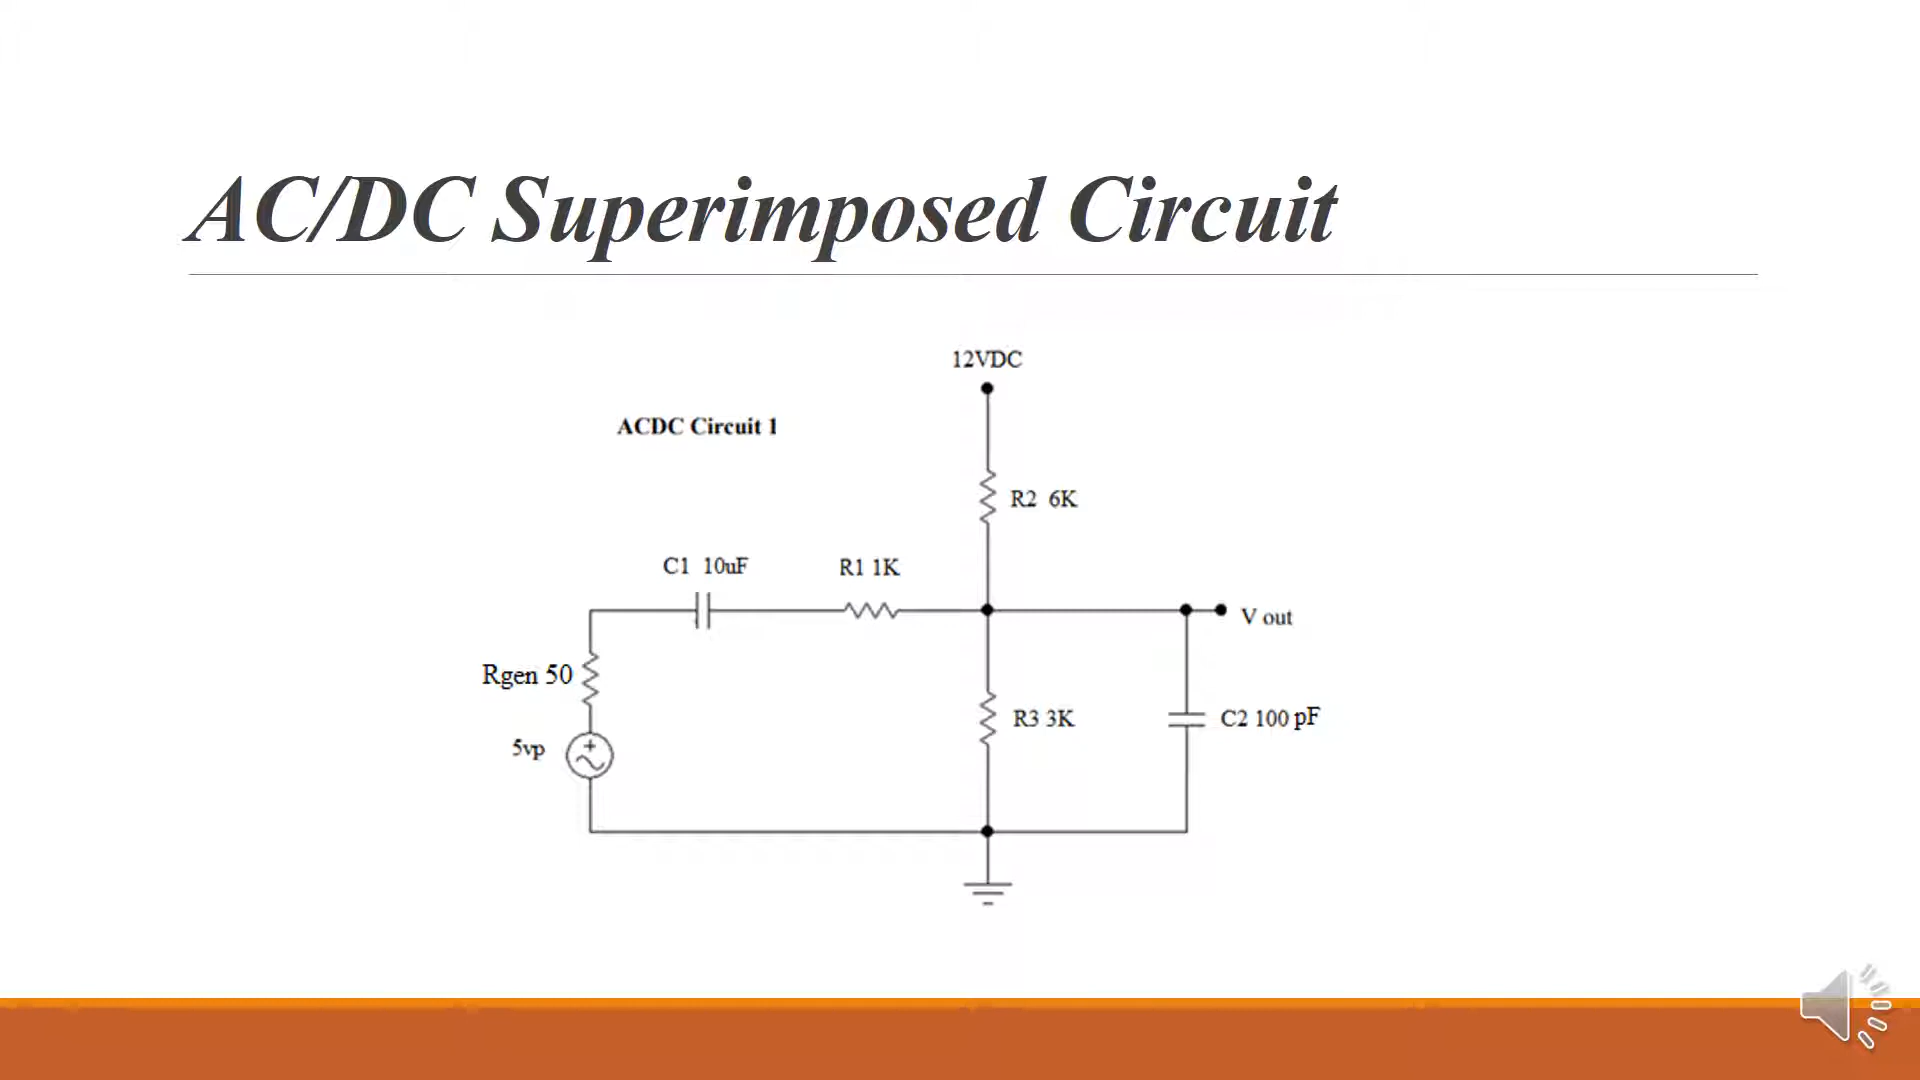 AC/DC Superimposed Circuit
12VDC
ACDC Circuit 1
R2 6K
C1 10uF
R1 1K
V out
Rgen 50
R3 3K
C2 100 pF
5vp